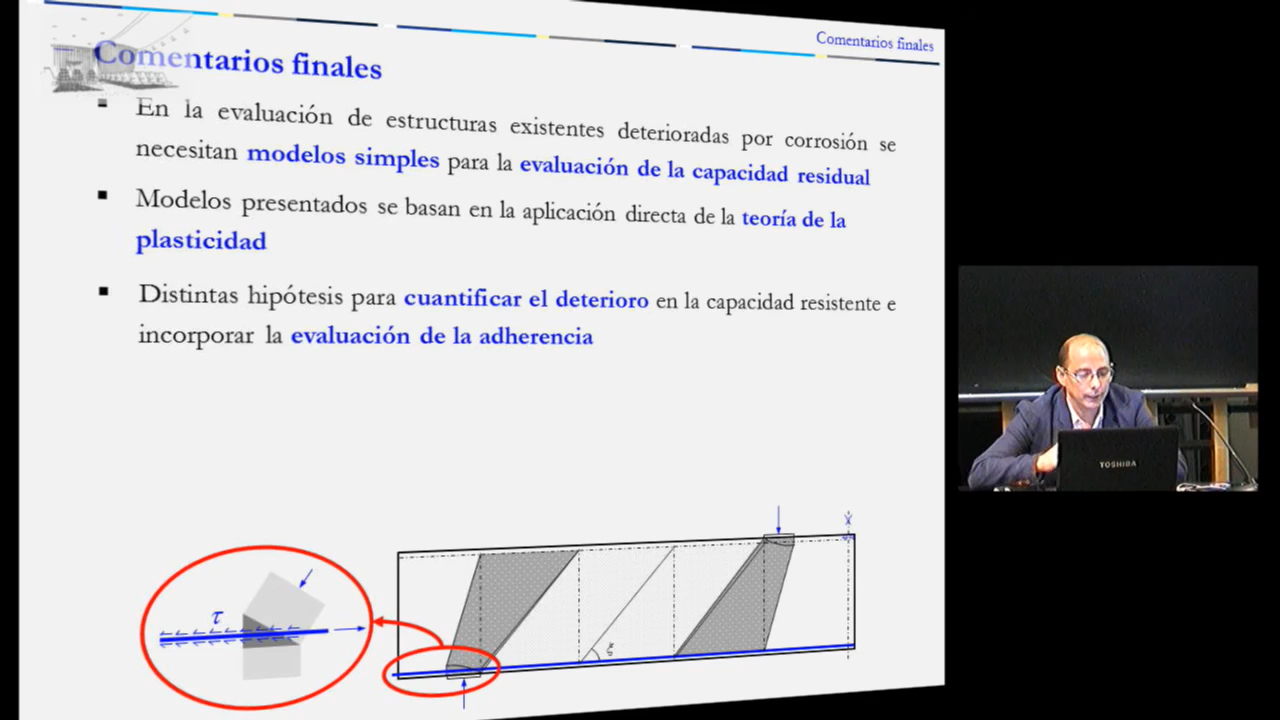 Comentarios finales
Comentarios finales
▪ En la evaluación de estructuras existentes deterioradas por corrosión se
necesitan modelos simples para la evaluación de la capacidad residual
▪ Modelos presentados se basan en la aplicación directa de la teoría de la
plasticidad
▪ Distintas hipótesis para cuantificar el deterioro en la capacidad resistente e
incorporar la evaluación de la adherencia
τ
ξ
TOSHIBA